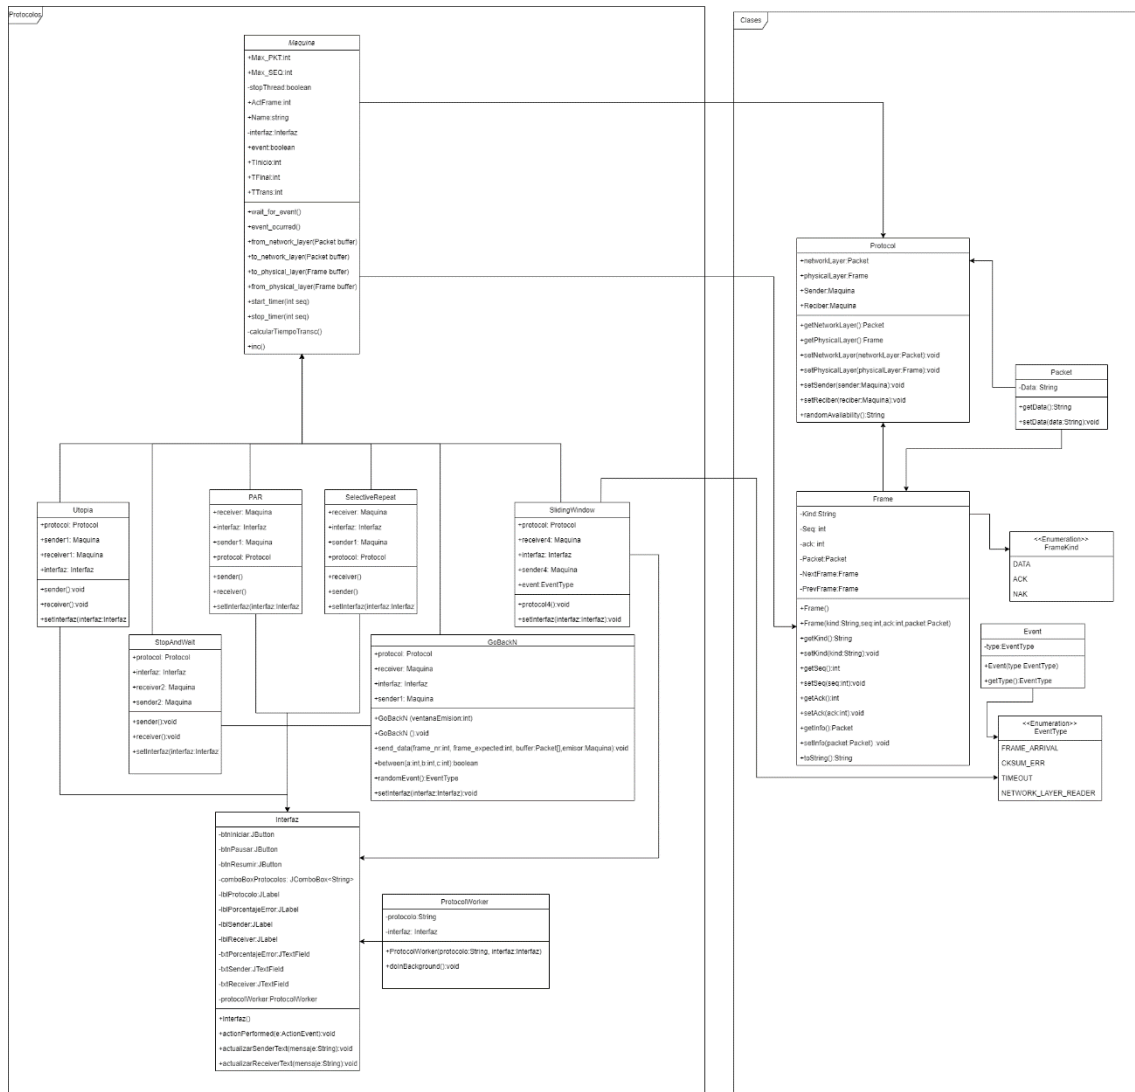 Protocolos
Maquina
+Max_PKT:int
+Max_SEQ:int
-stopThread:boolean
+ActFrame:int
+Name:string
-interfaz:Interfaz
+event:boolean
+TInicio:int
+TFinal:int
+TTrans:int
+wait_for_event()
+event_ocurred()
+from_network_layer(Packet buffer)
+to_network_layer(Packet buffer)
+to_physical_layer(Frame buffer)
+from_physical_layer(Frame buffer)
+start_timer(int seq)
+stop_timer(int seq)
-calcularTiempoTransc()
+inc()
Utopia
+protocol: Protocol
+sender1: Maquina
+receiver1: Maquina
+interfaz: Interfaz
+sender():void
+receiver():void
+setInterfaz(interfaz:Interfaz
PAR
+receiver: Maquina
+interfaz: Interfaz
+sender1: Maquina
+protocol: Protocol
+sender()
+receiver()
+setInterfaz(interfaz:Interfaz
SelectiveRepeat
+receiver: Maquina
+interfaz: Interfaz
+sender1: Maquina
+protocol: Protocol
+receiver()
+sender()
+setInterfaz(interfaz:Interfaz
SlidingWindow
+protocol: Protocol
+receiver4: Maquina
+interfaz: Interfaz
+sender4: Maquina
+event:EventType
+protocol4():void
+setInterfaz(interfaz:Interfaz):void
StopAndWait
+protocol: Protocol
+interfaz: Interfaz
+receiver2: Maquina
+sender2: Maquina
+sender():void
+receiver():void
+setInterfaz(interfaz:Interfaz
GoBackN
+protocol: Protocol
+receiver: Maquina
+interfaz: Interfaz
+sender1: Maquina
+GoBackN (ventanaEmision:int)
+GoBackN ():void
+send_data(frame_nr:int, frame_expected:int, buffer:Packet[],emisor:Maquina):void
+between(a:int,b:int,c:int):boolean
+randomEvent():EventType
+setInterfaz(interfaz:Interfaz):void
Interfaz
-btnIniciar:JButton
-btnPausar:JButton
-btnResumir:JButton
-comboBoxProtocolos: JComboBox<String>
-lblProtocolo:JLabel
-lblPorcentajeError:JLabel
-lblSender:JLabel
-lblReceiver:JLabel
-txtPorcentajeError:JTextField
-txtSender:JTextField
-txtReceiver:JTextField
-protocolWorker:ProtocolWorker
+Interfaz()
+actionPerformed(e:ActionEvent):void
+actualizarSenderText(mensaje:String):void
+actualizarReceiverText(mensaje:String):void
ProtocolWorker
-protocolo:String
-interfaz: Interfaz
+ProtocolWorker(protocolo:String, interfaz:Interfaz)
+doInBackground():void
Clases
Protocol
+networkLayer:Packet
+physicalLayer:Frame
+Sender:Maquina
+Reciber:Maquina
+getNetworkLayer():Packet
+getPhysicalLayer():Frame
+setNetworkLayer(networkLayer:Packet):void
+setPhysicalLayer(physicalLayer:Frame):void
+setSender(sender:Maquina):void
+setReciber(reciber:Maquina):void
+randomAvailability():String
Packet
-Data: String
+getData():String
+setData(data:String):void
Frame
-Kind:String
-Seq: int
-ack: int
-Packet:Packet
-NextFrame:Frame
-PrevFrame:Frame
+Frame()
+Frame(kind:String,seq:int,ack:int,packet:Packet)
+getKind():String
+setKind(kind:String):void
+getSeq():int
+setSeq(seq:int):void
+getAck():int
+setAck(ack:int):void
+getInfo():Packet
+setInfo(packet:Packet) :void
+toString():String
<<Enumeration>>
FrameKind
DATA
ACK
NAK
Event
-type:EventType
+Event(type:EventType)
+getType():EventType
<<Enumeration>>
EventType
FRAME_ARRIVAL
CKSUM_ERR
TIMEOUT
NETWORK_LAYER_READER